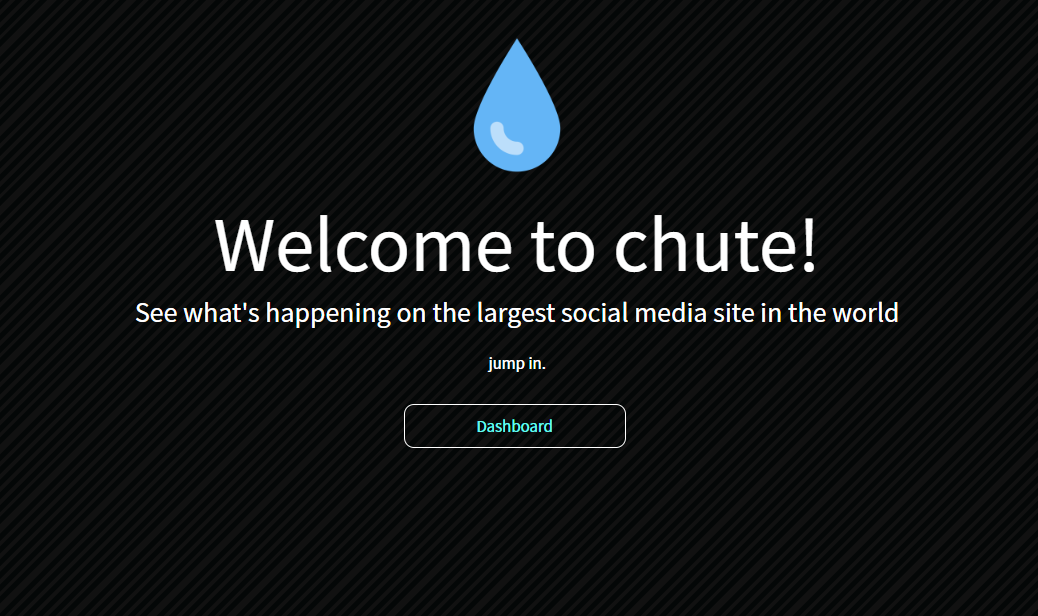 Welcome to chute!
See what's happening on the largest social media site in the world
jump in.
Dashboard